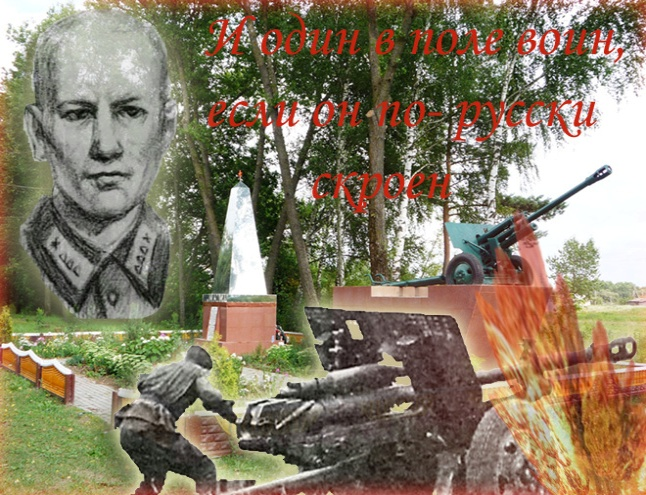 И один в поле воин,
если он по- русски
скроен